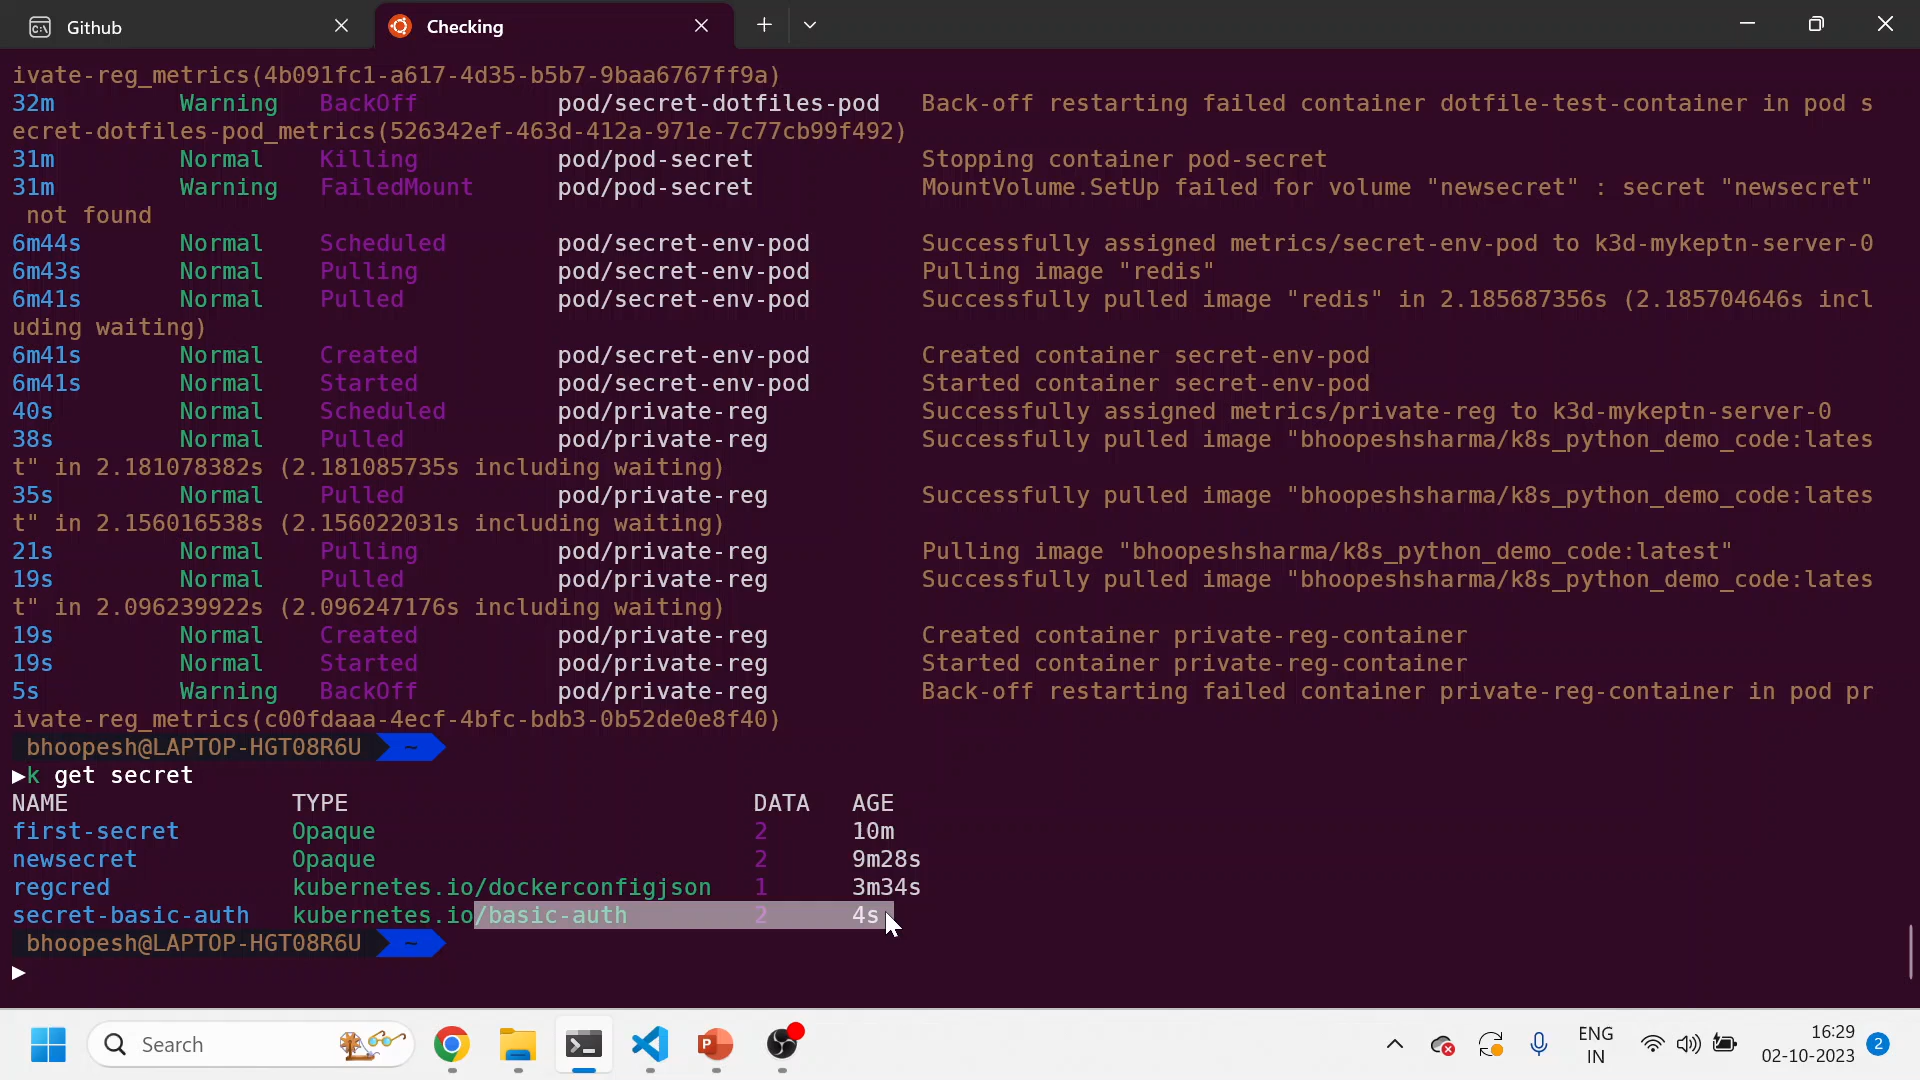 Github
Checking
ivate-reg_metrics(4b091fc1-a617-4d35-b5b7-9baa6767ff9a)
32m Warning BackOff pod/secret-dotfiles-pod Back-off restarting failed container dotfile-test-container in pod s
ecret-dotfiles-pod_metrics(526342ef-463d-412a-971e-7c77cb99f492)
31m Normal Killing pod/pod-secret Stopping container pod-secret
31m Warning FailedMount pod/pod-secret MountVolume.SetUp failed for volume "newsecret" : secret "newsecret"
not found
6m44s Normal Scheduled pod/secret-env-pod Successfully assigned metrics/secret-env-pod to k3d-mykeptn-server-0
6m43s Normal Pulling pod/secret-env-pod Pulling image "redis"
6m41s Normal Pulled pod/secret-env-pod Successfully pulled image "redis" in 2.185687356s (2.185704646s incl
uding waiting)
6m41s Normal Created pod/secret-env-pod Created container secret-env-pod
6m41s Normal Started pod/secret-env-pod Started container secret-env-pod
40s Normal Scheduled pod/private-reg Successfully assigned metrics/private-reg to k3d-mykeptn-server-0
38s Normal Pulled pod/private-reg Successfully pulled image "bhoopeshsharma/k8s_python_demo_code:lates
t" in 2.181078382s (2.181085735s including waiting)
35s Normal Pulled pod/private-reg Successfully pulled image "bhoopeshsharma/k8s_python_demo_code:lates
t" in 2.156016538s (2.156022031s including waiting)
21s Normal Pulling pod/private-reg Pulling image "bhoopeshsharma/k8s_python_demo_code:latest"
19s Normal Pulled pod/private-reg Successfully pulled image "bhoopeshsharma/k8s_python_demo_code:lates
t" in 2.096239922s (2.096247176s including waiting)
19s Normal Created pod/private-reg Created container private-reg-container
19s Normal Started pod/private-reg Started container private-reg-container
5s Warning BackOff pod/private-reg Back-off restarting failed container private-reg-container in pod pr
ivate-reg_metrics(c00fdaaa-4ecf-4bfc-bdb3-0b52de0e8f40)
bhoopesh@LAPTOP-HGT08R6U ~
▶k get secret
NAME TYPE DATA AGE
first-secret Opaque 2 10m
newsecret Opaque 2 9m28s
regcred kubernetes.io/dockerconfigjson 1 3m34s
secret-basic-auth kubernetes.io/basic-auth 2 4s
bhoopesh@LAPTOP-HGT08R6U ~
▶
Search
ENG
IN
16:29
02-10-2023
2